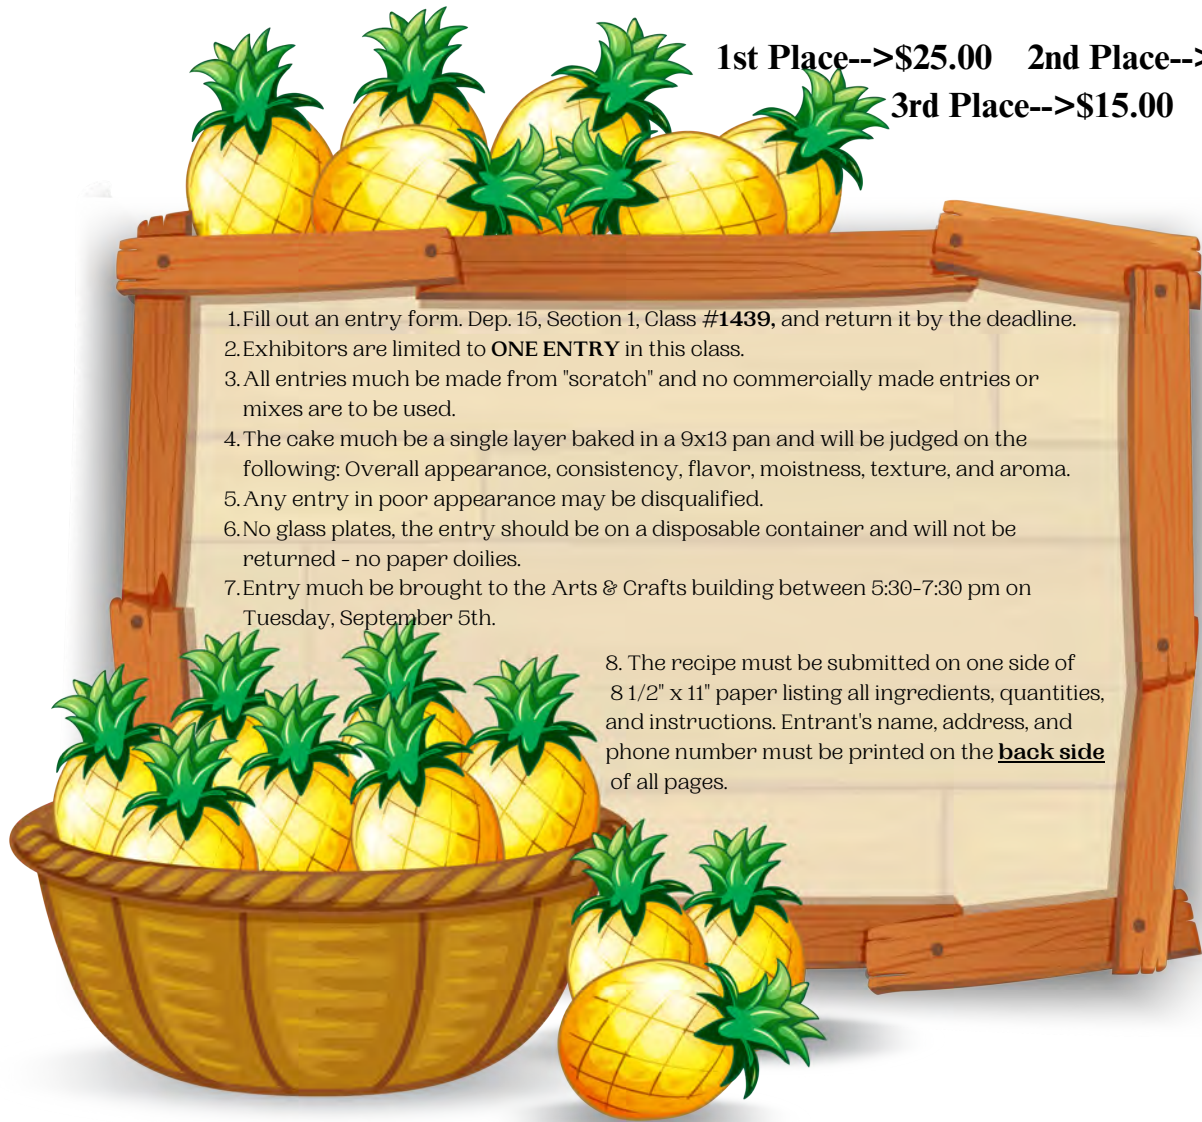 1st Place-->$25.00 2nd Place-->
3rd Place-->$15.00
1. Fill out an entry form. Dep. 15, Section 1, Class #1439, and return it by the deadline.
2. Exhibitors are limited to ONE ENTRY in this class.
3. All entries much be made from "scratch" and no commercially made entries or
mixes are to be used.
4. The cake much be a single layer baked in a 9x13 pan and will be judged on the
following: Overall appearance, consistency, flavor, moistness, texture, and aroma.
5. Any entry in poor appearance may be disqualified.
6. No glass plates, the entry should be on a disposable container and will not be
returned - no paper doilies.
7. Entry much be brought to the Arts & Crafts building between 5:30-7:30 pm on
Tuesday, September 5th.
8. The recipe must be submitted on one side of
8 1/2" x 11" paper listing all ingredients, quantities,
and instructions. Entrant's name, address, and
phone number must be printed on the back side
of all pages.